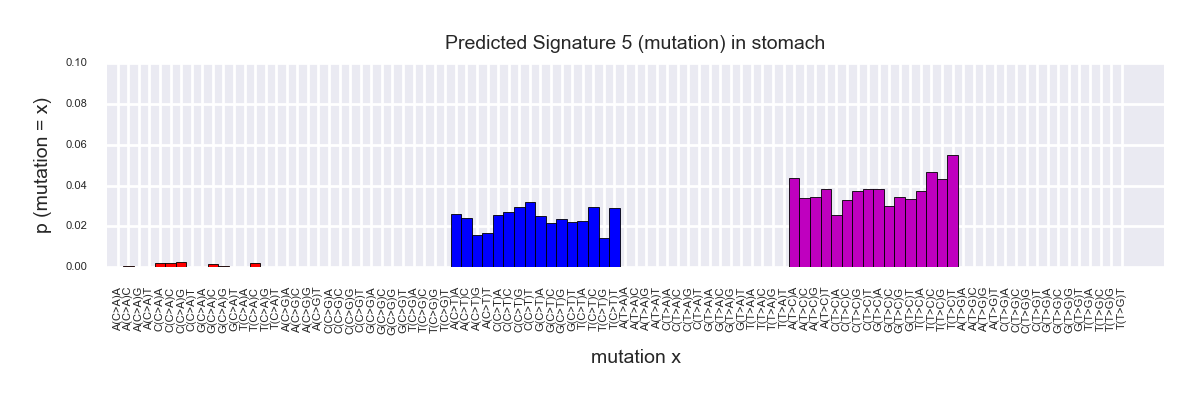 Predicted Signature 5 (mutation) in stomach
p (mutation = x)
0.10
0.08
0.06
0.04
0.02
0.00
A(C>A)A
A(C>A)C
A(C>A)G
A(C>A)T
C(C>A)A
C(C>A)C
C(C>A)G
C(C>A)T
G(C>A)A
G(C>A)C
G(C>A)G
G(C>A)T
T(C>A)A
T(C>A)C
T(C>A)G
T(C>A)T
A(C>G)A
A(C>G)C
A(C>G)G
A(C>G)T
C(C>G)A
C(C>G)C
C(C>G)G
C(C>G)T
G(C>G)A
G(C>G)C
G(C>G)G
G(C>G)T
T(C>G)A
T(C>G)C
T(C>G)G
T(C>G)T
A(C>T)A
A(C>T)C
A(C>T)G
A(C>T)T
C(C>T)A
C(C>T)C
C(C>T)G
C(C>T)T
G(C>T)A
G(C>T)C
G(C>T)G
G(C>T)T
T(C>T)A
T(C>T)C
T(C>T)G
T(C>T)T
A(T>A)A
A(T>A)C
A(T>A)G
A(T>A)T
C(T>A)A
C(T>A)C
C(T>A)G
C(T>A)T
G(T>A)A
G(T>A)C
G(T>A)G
G(T>A)T
T(T>A)A
T(T>A)C
T(T>A)G
T(T>A)T
A(T>C)A
A(T>C)C
A(T>C)G
A(T>C)T
C(T>C)A
C(T>C)C
C(T>C)G
C(T>C)T
G(T>C)A
G(T>C)C
G(T>C)G
G(T>C)T
T(T>C)A
T(T>C)C
T(T>C)G
T(T>C)T
A(T>G)A
A(T>G)C
A(T>G)G
A(T>G)T
C(T>G)A
C(T>G)C
C(T>G)G
C(T>G)T
G(T>G)A
G(T>G)C
G(T>G)G
G(T>G)T
T(T>G)A
T(T>G)C
T(T>G)G
T(T>G)T
mutation x